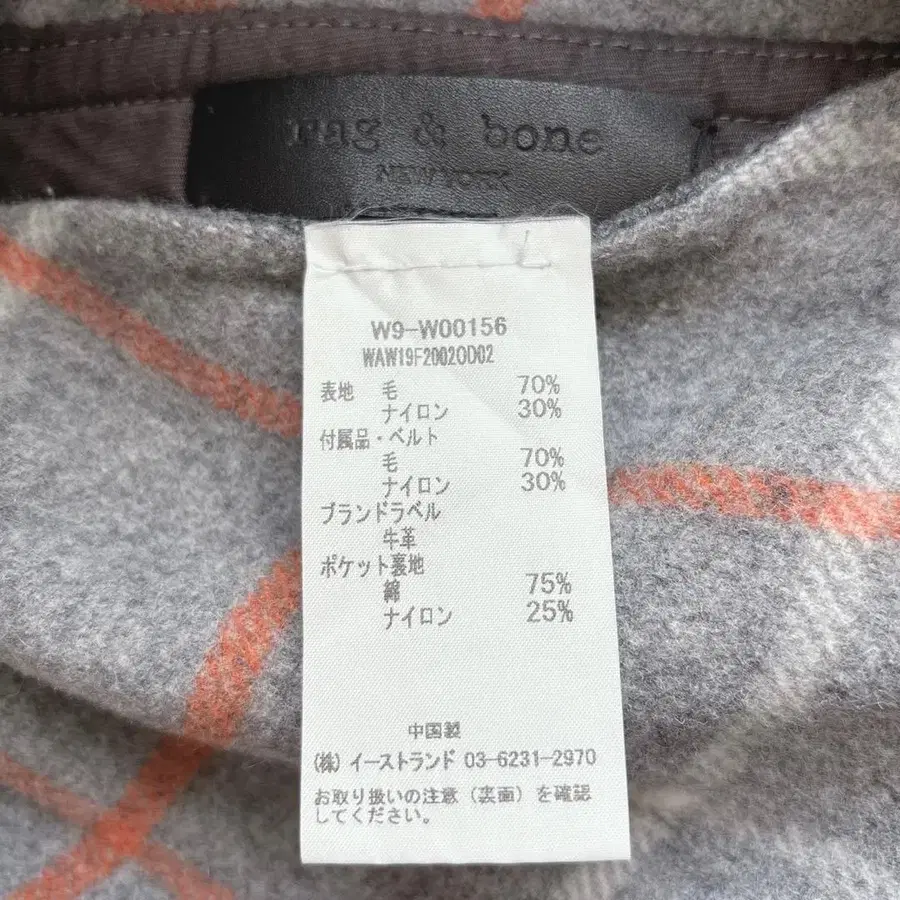 rag & bone
NEW YORK
W9-W00156
WAW19F2002OD02
表地 毛 70%
ナイロン 30%
付属品・ベルト
毛 70%
ナイロン 30%
ブランドラベル
牛革
ポケット裏地
綿 75%
ナイロン 25%
中国製
(株) イーストランド 03-6231-2970
お取り扱いの注意（裏面）を確認
してください。